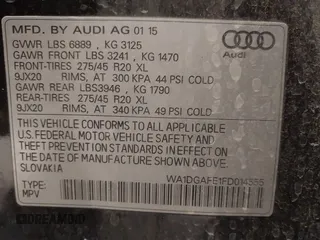 MFD. BY AUDI AG 01 15
GVWR LBS 6889 , KG 3125
GAWR FRONT LBS 3241 , KG 1470
FRONT-TIRES 275/45 R20 XL
9JX20 RIMS, AT 300 KPA 44 PSI COLD
GAWR REAR LBS3946 , KG 1790
REAR-TIRES 275/45 R20 XL
9JX20 RIMS, AT 340 KPA 49 PSI COLD
Audi
THIS VEHICLE CONFORMS TO ALL APPLICABLE
U.S. FEDERAL MOTOR VEHICLE SAFETY AND
THEFT PREVENTION STANDARDS IN EFFECT ON
THE DATE OF MANUFACTURE SHOWN ABOVE.
SLOVAKIA
TYPE:
MPV